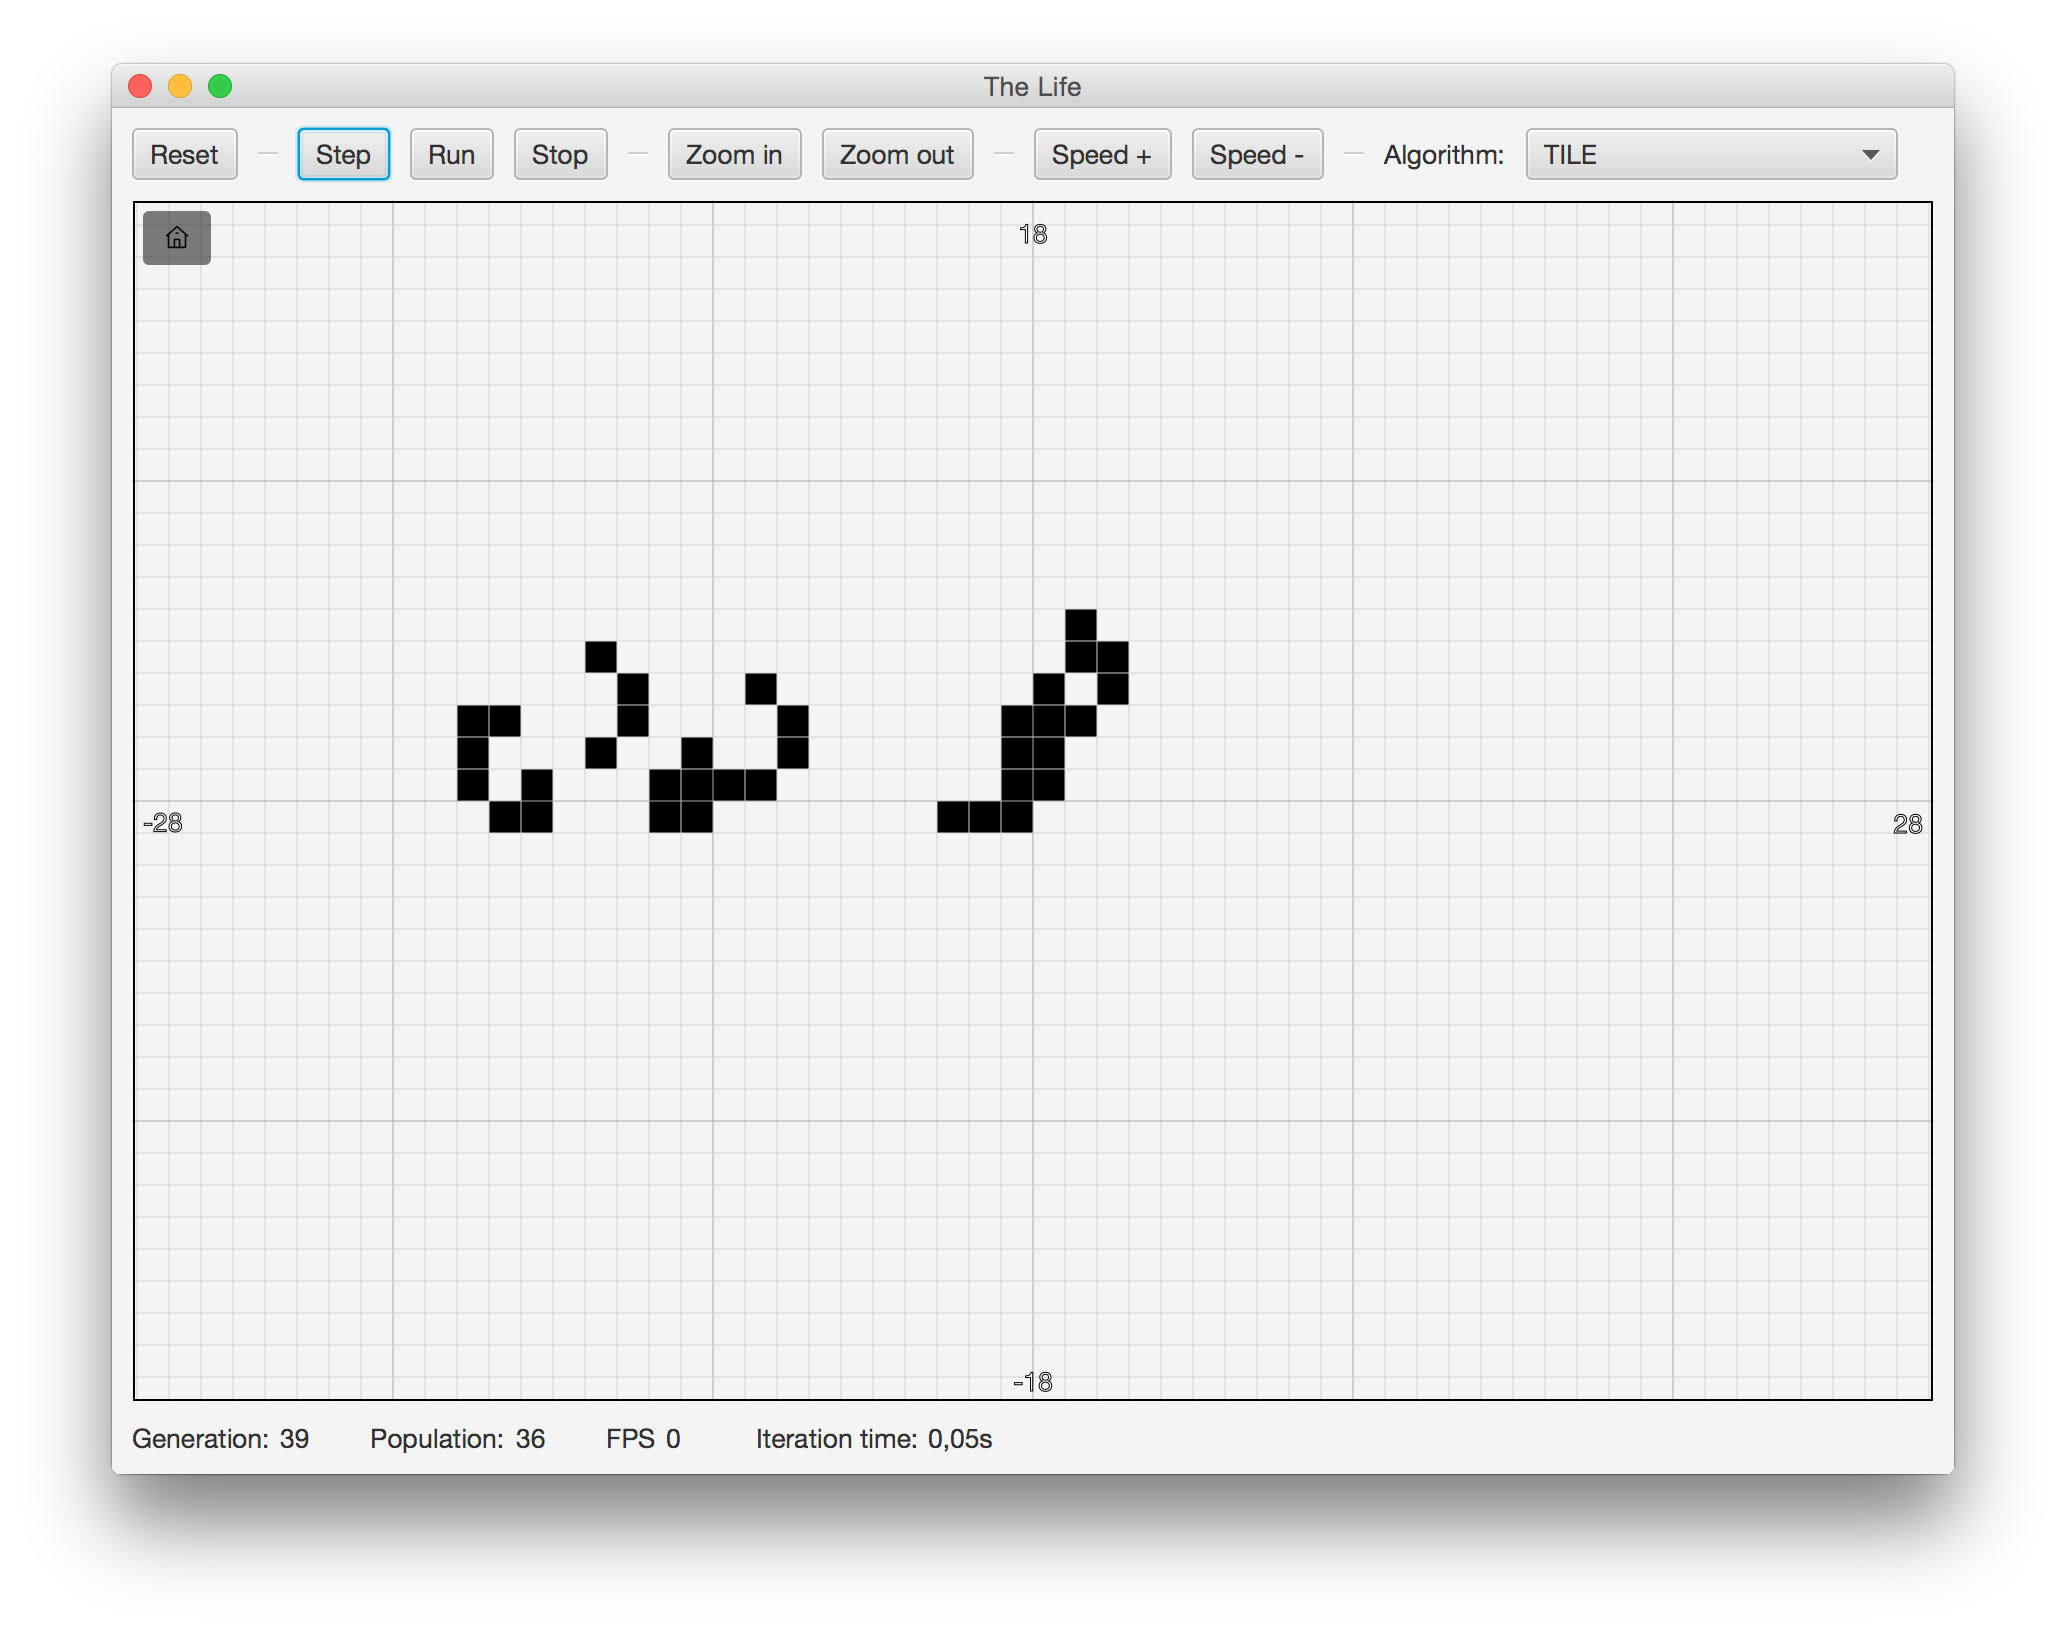 The Life
Reset Step Run Stop Zoom in Zoom out Speed + Speed - Algorithm: TILE
18
-28 28
-18
Generation: 39 Population: 36 FPS 0 Iteration time: 0,05s